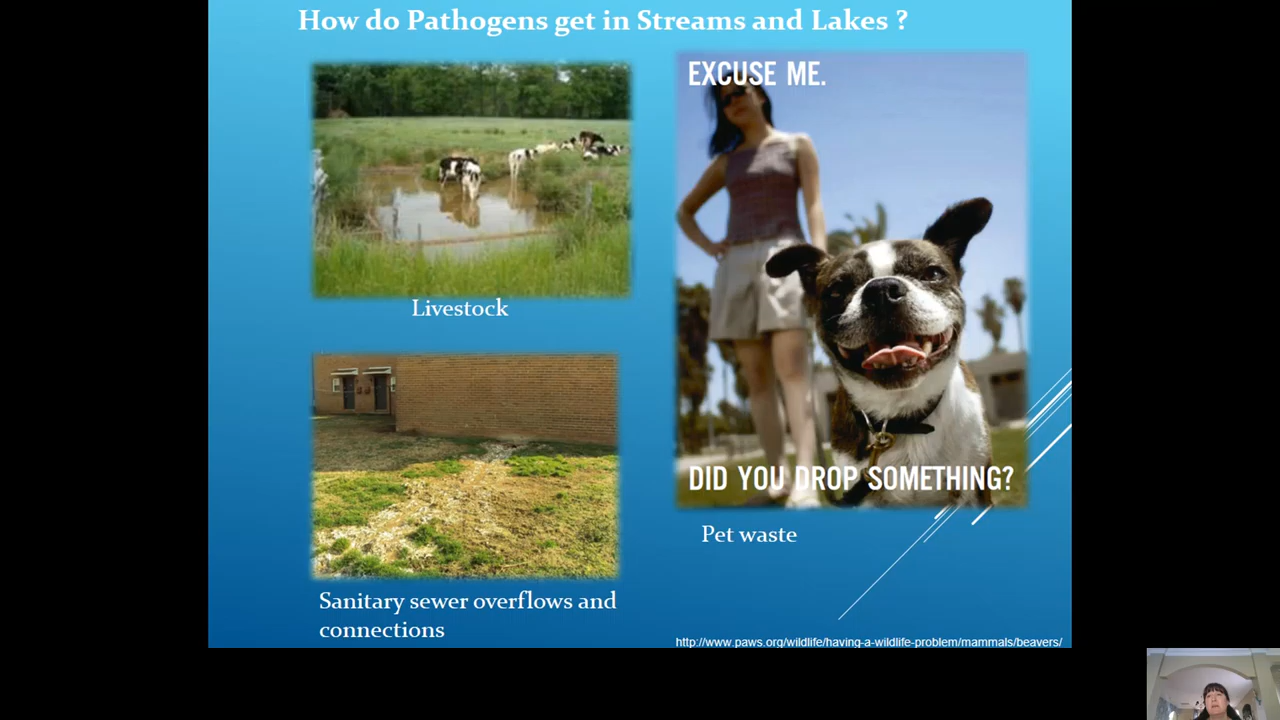 How do Pathogens get in Streams and Lakes ?
EXCUSE ME.
DID YOU DROP SOMETHING?
Livestock
Pet waste
Sanitary sewer overflows and
connections
http://www.paws.org/wildlife/having-a-wildlife-problem/mammals/beavers/